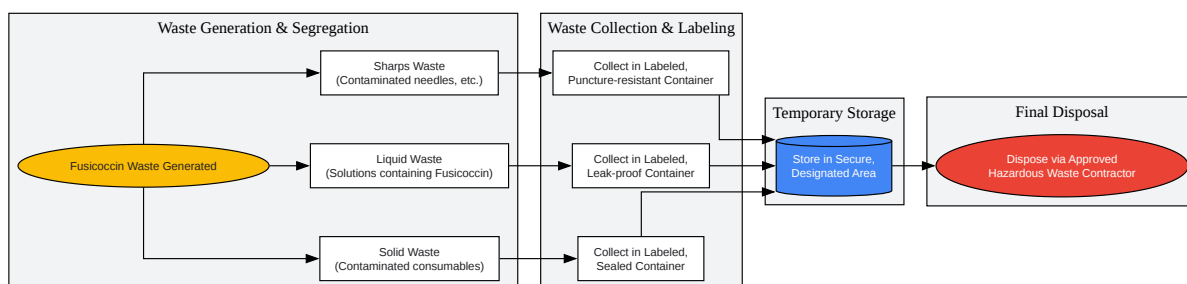 Waste Generation & Segregation
Fusicoccin Waste Generated
Sharps Waste
(Contaminated needles, etc.)
Liquid Waste
(Solutions containing Fusicoccin)
Solid Waste
(Contaminated consumables)
Waste Collection & Labeling
Collect in Labeled,
Puncture-resistant Container
Collect in Labeled,
Leak-proof Container
Collect in Labeled,
Sealed Container
Temporary Storage
Store in Secure,
Designated Area
Final Disposal
Dispose via Approved
Hazardous Waste Contractor